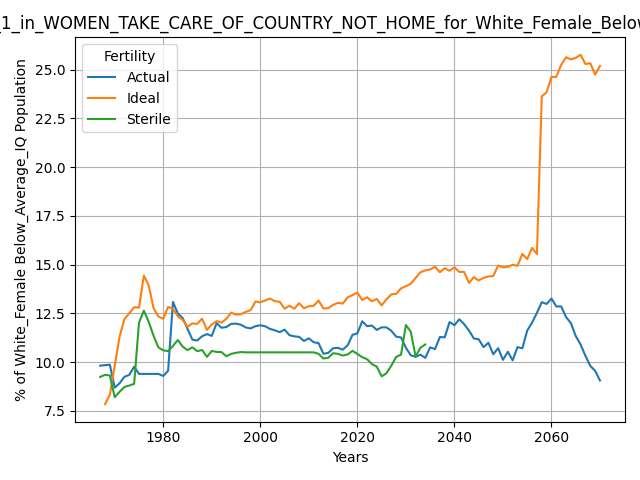 _1_in_WOMEN_TAKE_CARE_OF_COUNTRY_NOT_HOME_for_White_Female_Below
Fertility
Actual
Ideal
Sterile
% of White_Female Below_Average_IQ Population
25.0
22.5
20.0
17.5
15.0
12.5
10.0
7.5
1980
2000
2020
2040
2060
Years